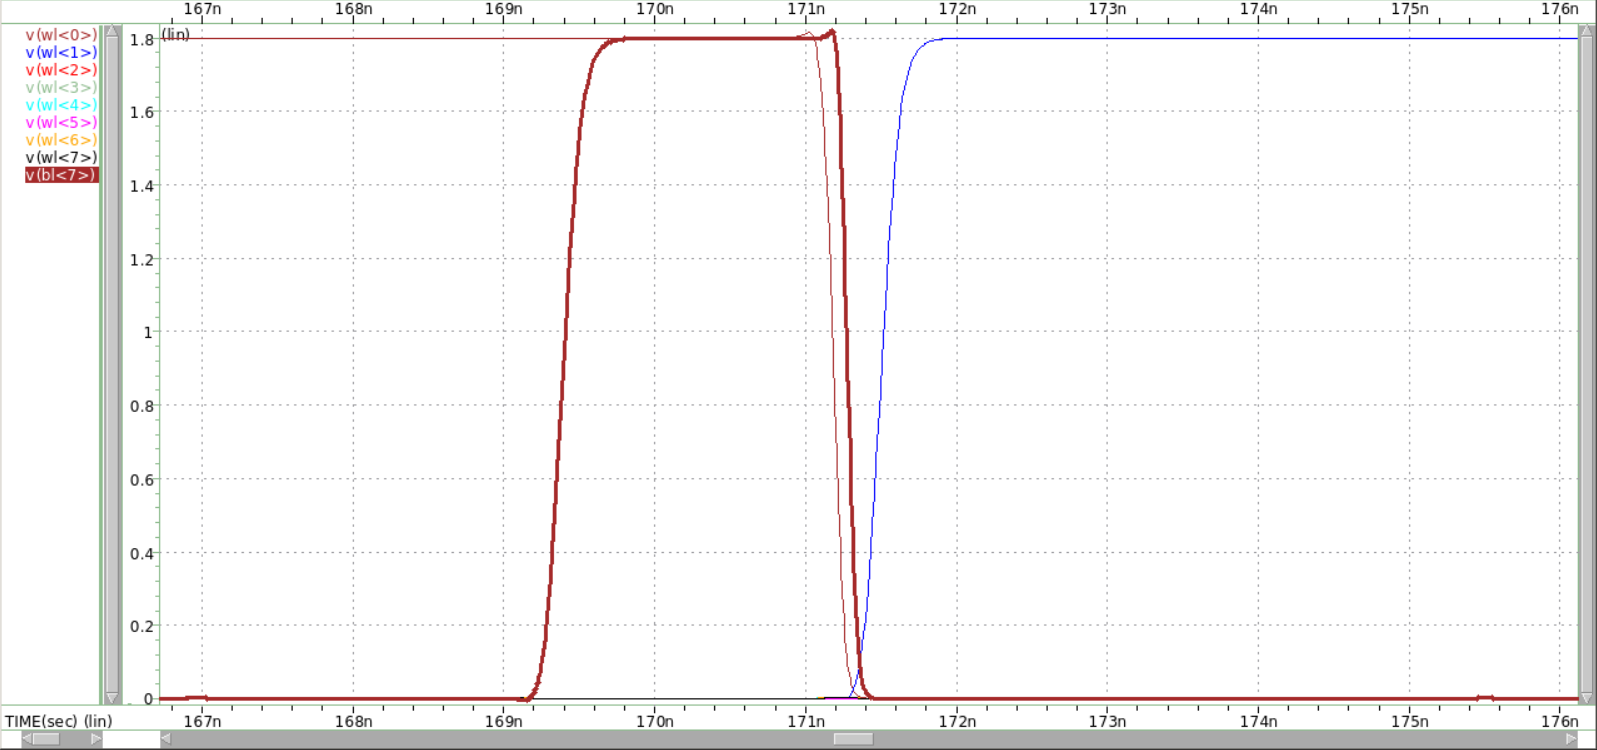 167n 168n 169n 170n 171n 172n 173n 174n 175n 176n
v(wl<0>)
v(wl<1>)
v(wl<2>)
v(wl<3>)
v(wl<4>)
v(wl<5>)
v(wl<6>)
v(wl<7>)
v(bl<7>)
1.8 (lin)
1.6
1.4
1.2
1
0.8
0.6
0.4
0.2
0
TIME(sec) (lin) 167n 168n 169n 170n 171n 172n 173n 174n 175n 176n